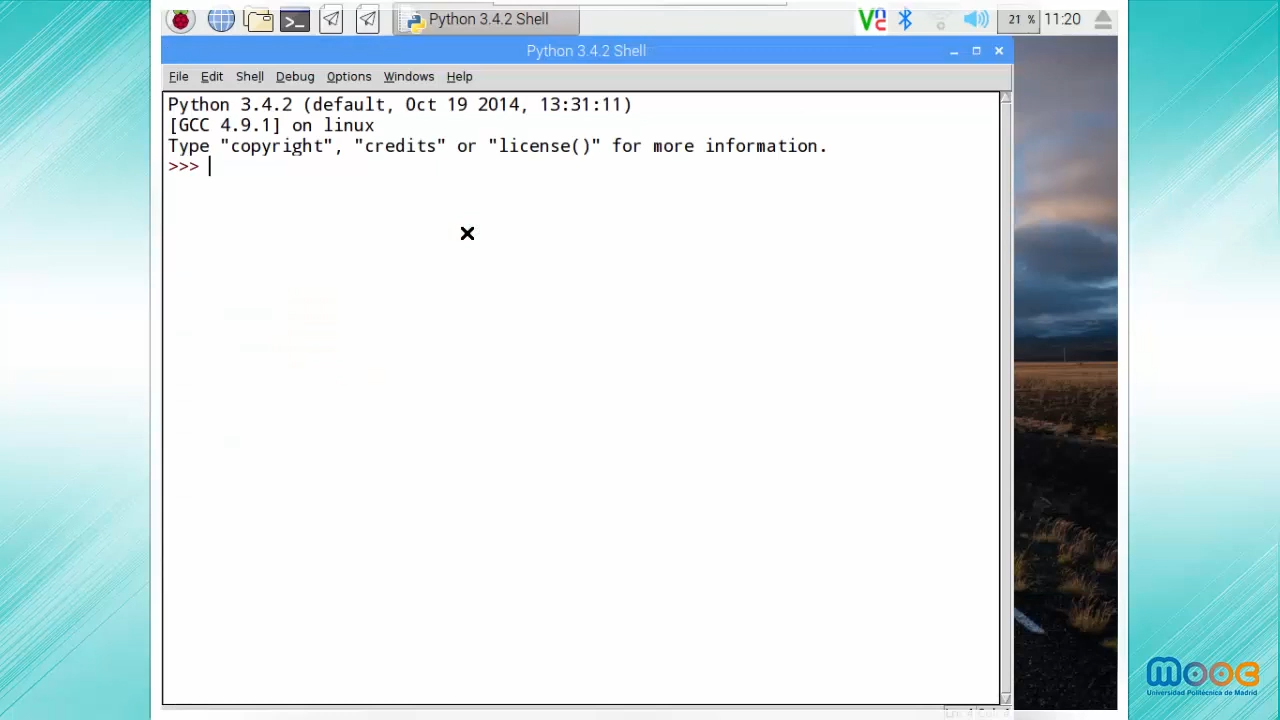 Python 3.4.2 Shell
21 % 11:20
Python 3.4.2 Shell
File Edit Shell Debug Options Windows Help
Python 3.4.2 (default, Oct 19 2014, 13:31:11)
[GCC 4.9.1] on linux
Type "copyright", "credits" or "license()" for more information.
>>>
mooc
Universidad Politécnica de Madrid